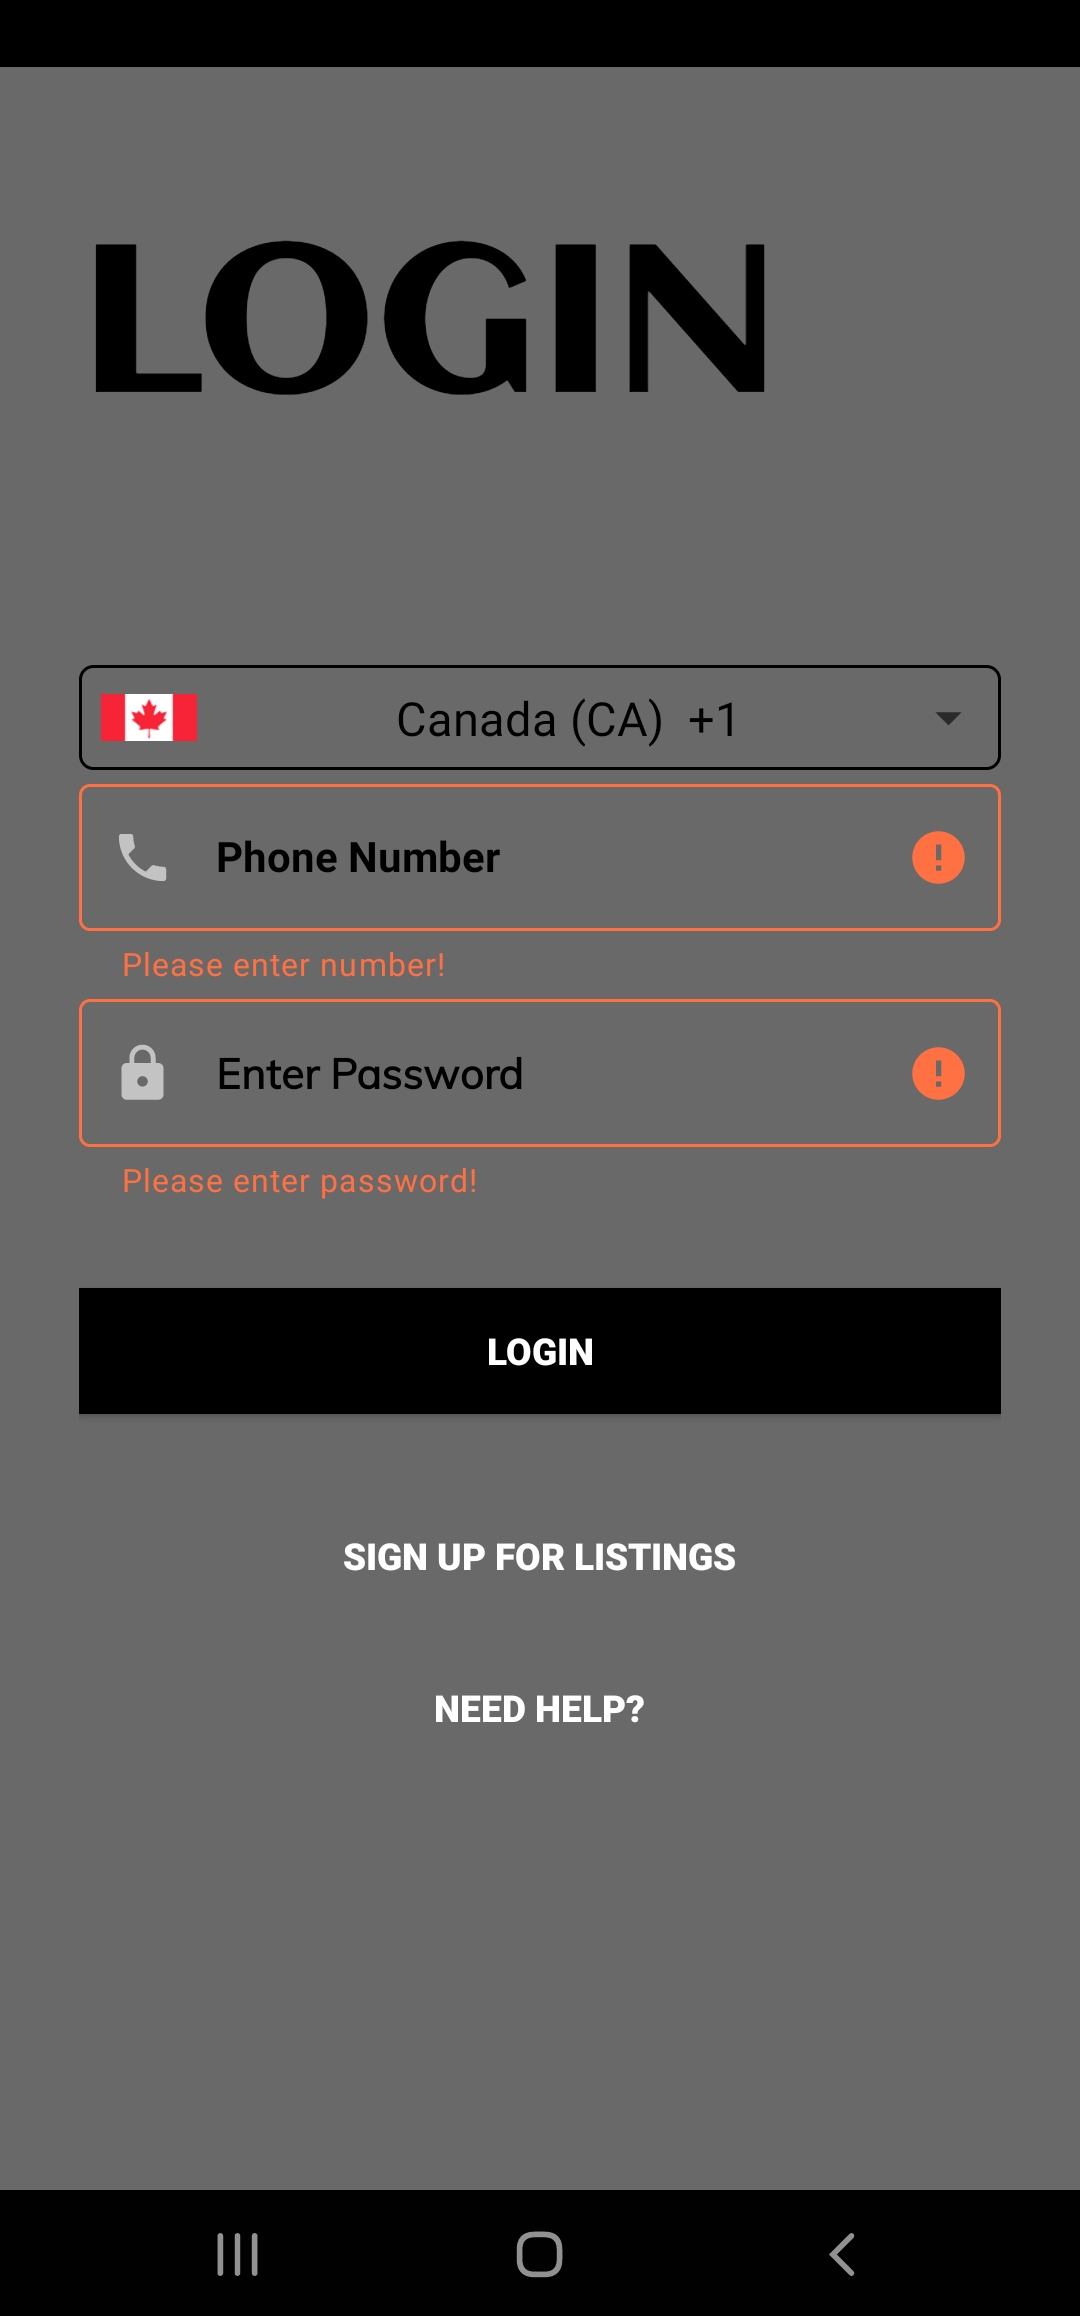 LOGIN
Canada (CA) +1
Phone Number
Please enter number!
Enter Password
Please enter password!
LOGIN
SIGN UP FOR LISTINGS
NEED HELP?